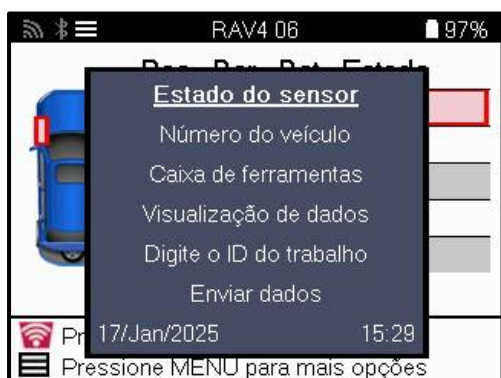 RAV4 06 97%
Estado do sensor
Número do veículo
Caixa de ferramentas
Visualização de dados
Digite o ID do trabalho
Enviar dados
17/Jan/2025 15:29
Pressione MENU para mais opções